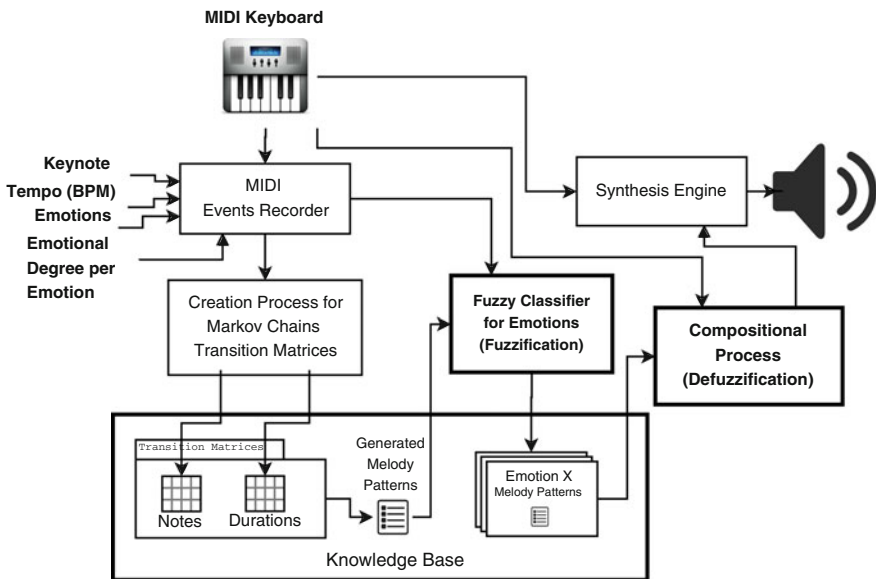 MIDI Keyboard
Keynote
Tempo (BPM)
Emotions
Emotional
Degree per
Emotion
MIDI
Events Recorder
Synthesis Engine
Creation Process for
Markov Chains
Transition Matrices
Fuzzy Classifier
for Emotions
(Fuzzification)
Compositional
Process
(Defuzzification)
Transition Matrices
Notes
Durations
Generated
Melody
Patterns
Emotion X
Melody Patterns
Knowledge Base